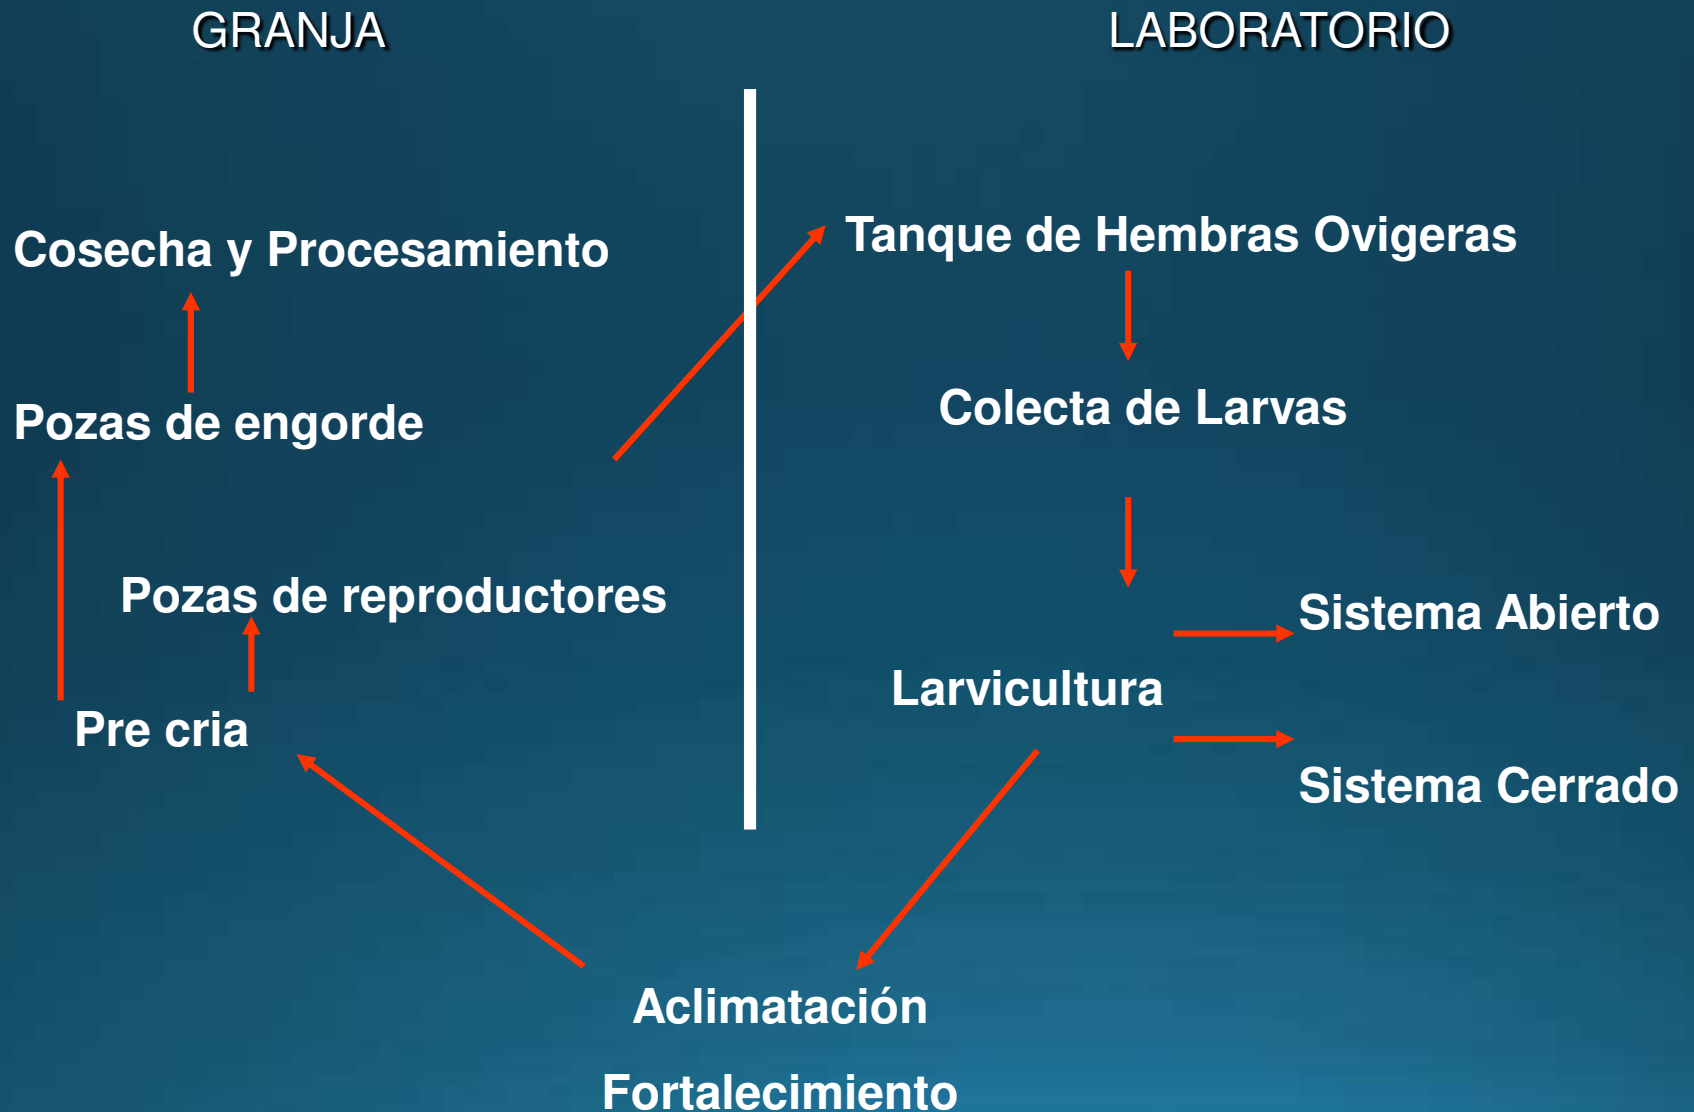 GRANJA
LABORATORIO
Cosecha y Procesamiento
Pozas de engorde
Pozas de reproductores
Pre cria
Tanque de Hembras Ovigeras
Colecta de Larvas
Sistema Abierto
Larvicultura
Sistema Cerrado
Aclimatación
Fortalecimiento